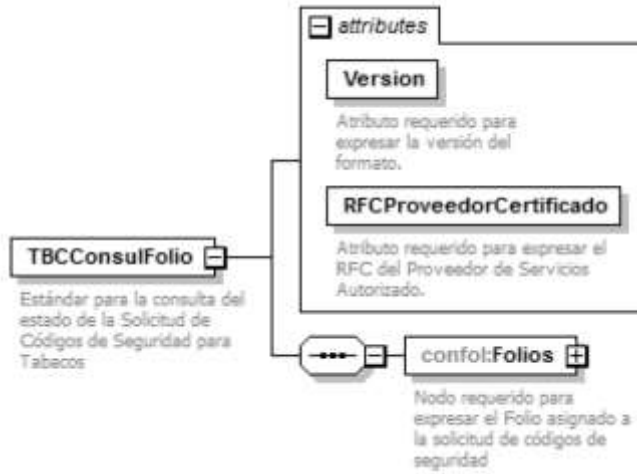 attributes
Version
Atributo requerido para
expresar la versión del
formato.
RFCProveedorCertificado
Atributo requerido para expresar el
RFC del Proveedor de Servicios
Autorizado.
TBCConsulFolio
Estándar para la consulta del
estado de la Solicitud de
Códigos de Seguridad para
Tabacos
confol:Folios
Nodo requerido para
expresar el Folio asignado a
la solicitud de códigos de
seguridad